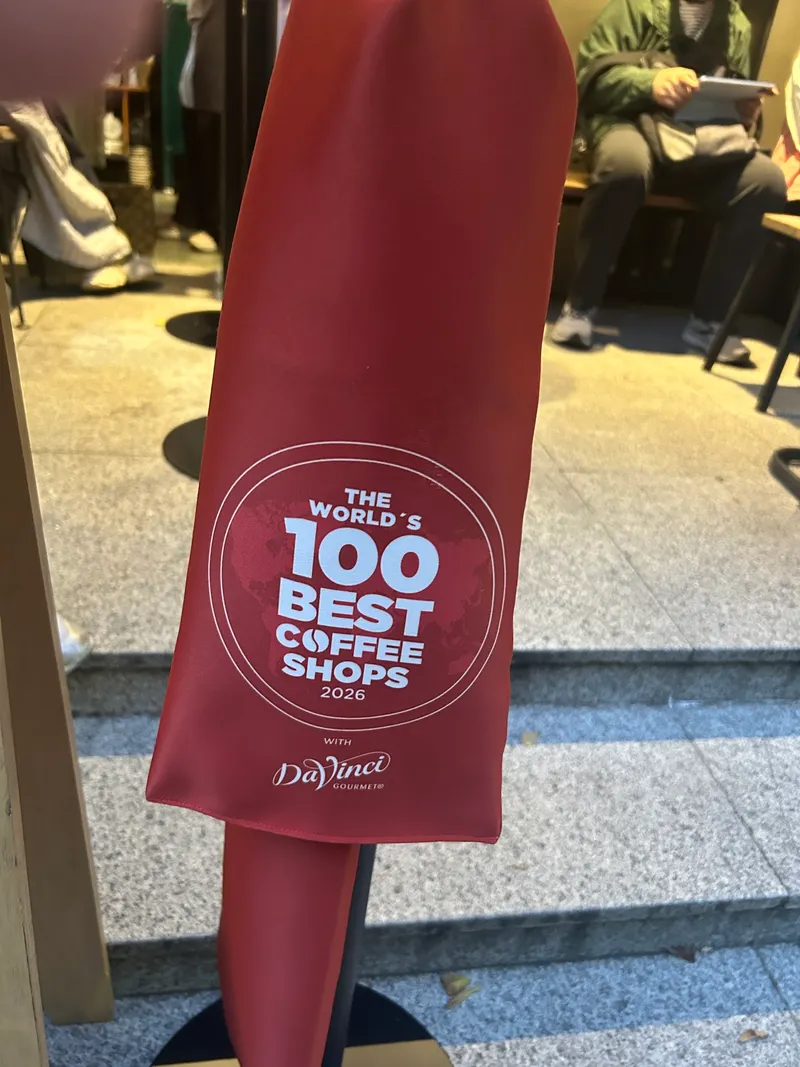 THE
WORLD´S
100
BEST
COFFEE
SHOPS
2026
WITH
DaVinci
GOURMET®